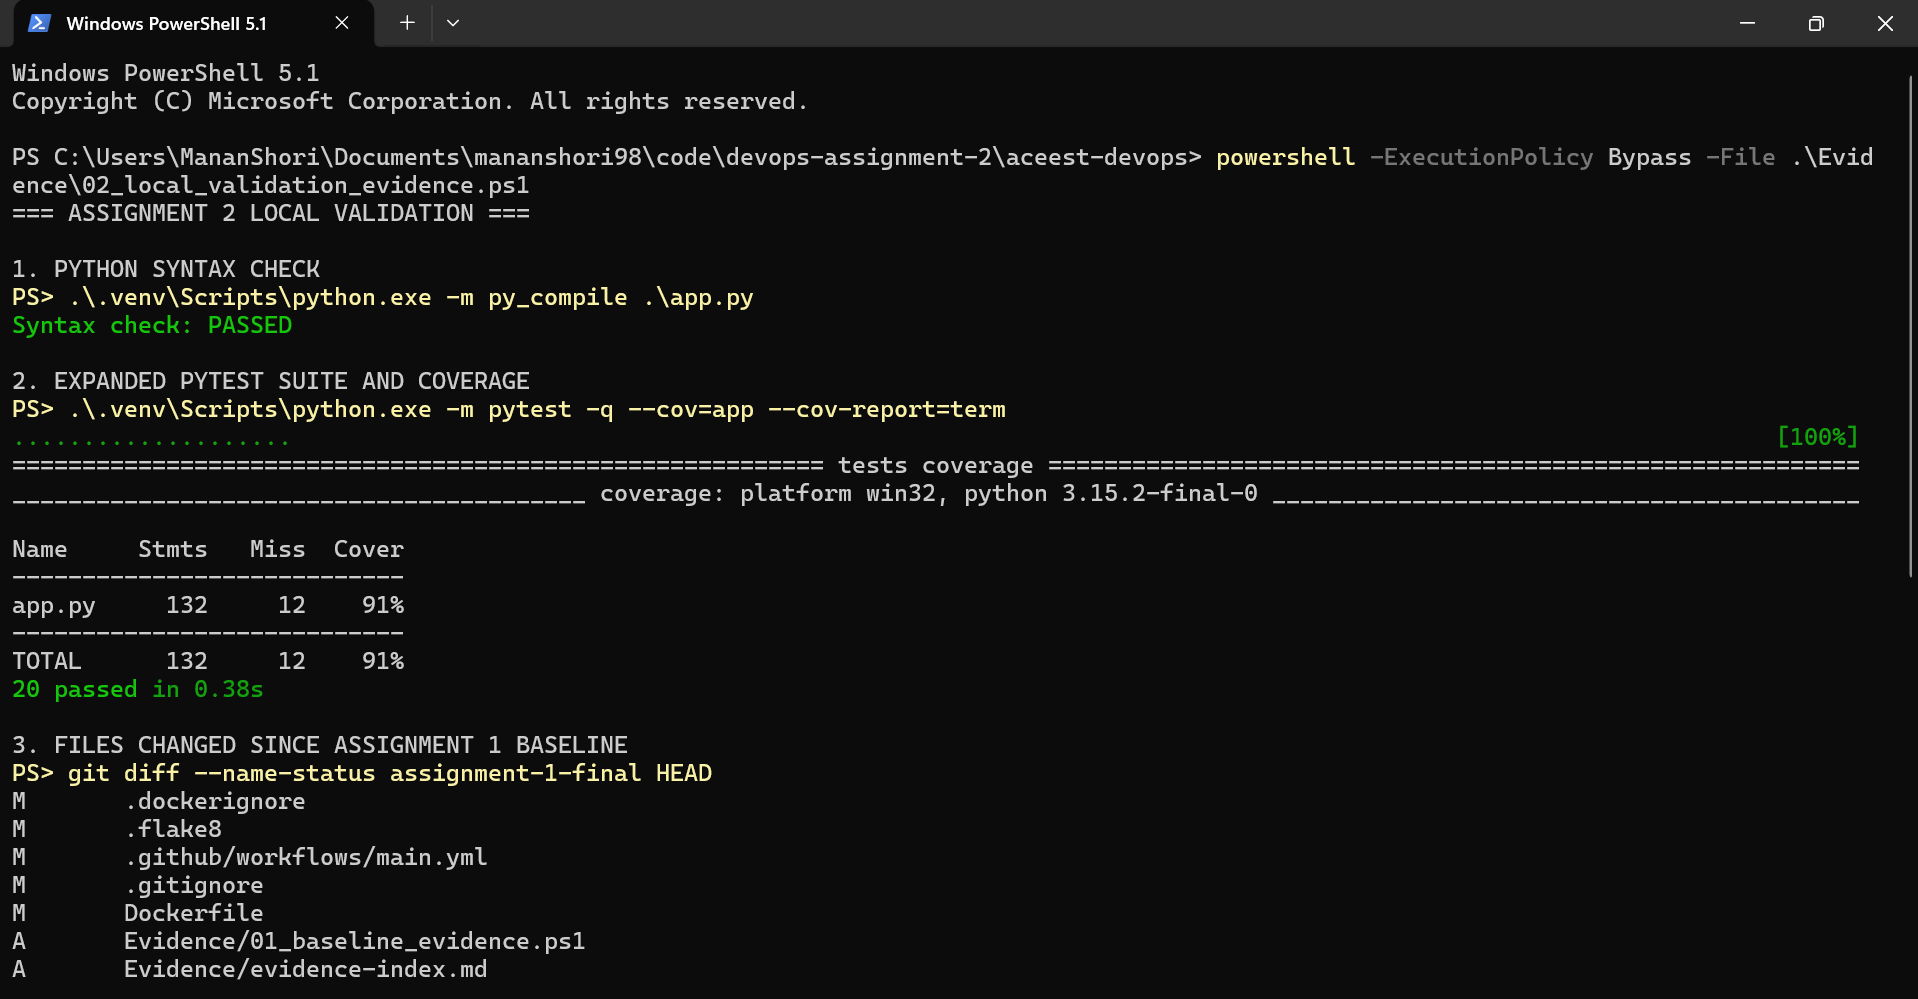 Windows PowerShell 5.1
Windows PowerShell 5.1
Copyright (C) Microsoft Corporation. All rights reserved.
PS C:\Users\MananShori\Documents\mananshori98\code\devops-assignment-2\aceest-devops> powershell -ExecutionPolicy Bypass -File .\Evid
ence\02_local_validation_evidence.ps1
=== ASSIGNMENT 2 LOCAL VALIDATION ===
1. PYTHON SYNTAX CHECK
PS> .\.venv\Scripts\python.exe -m py_compile .\app.py
Syntax check: PASSED
2. EXPANDED PYTEST SUITE AND COVERAGE
PS> .\.venv\Scripts\python.exe -m pytest -q --cov=app --cov-report=term
.................... [100%]
========================================================== tests coverage ==========================================================
_________________________________________ coverage: platform win32, python 3.15.2-final-0 __________________________________________
Name     Stmts   Miss  Cover
----------------------------
app.py     132     12    91%
----------------------------
TOTAL      132     12    91%
20 passed in 0.38s
3. FILES CHANGED SINCE ASSIGNMENT 1 BASELINE
PS> git diff --name-status assignment-1-final HEAD
M       .dockerignore
M       .flake8
M       .github/workflows/main.yml
M       .gitignore
M       Dockerfile
A       Evidence/01_baseline_evidence.ps1
A       Evidence/evidence-index.md